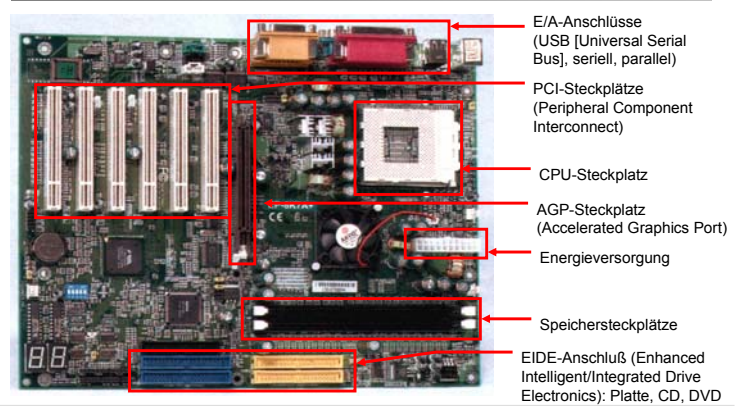 E/A-Anschlüsse
(USB [Universal Serial
Bus], seriell, parallel)
PCI-Steckplätze
(Peripheral Component
Interconnect)
CPU-Steckplatz
AGP-Steckplatz
(Accelerated Graphics Port)
Energieversorgung
Speichersteckplätze
EIDE-Anschluß (Enhanced
Intelligent/Integrated Drive
Electronics): Platte, CD, DVD
CE